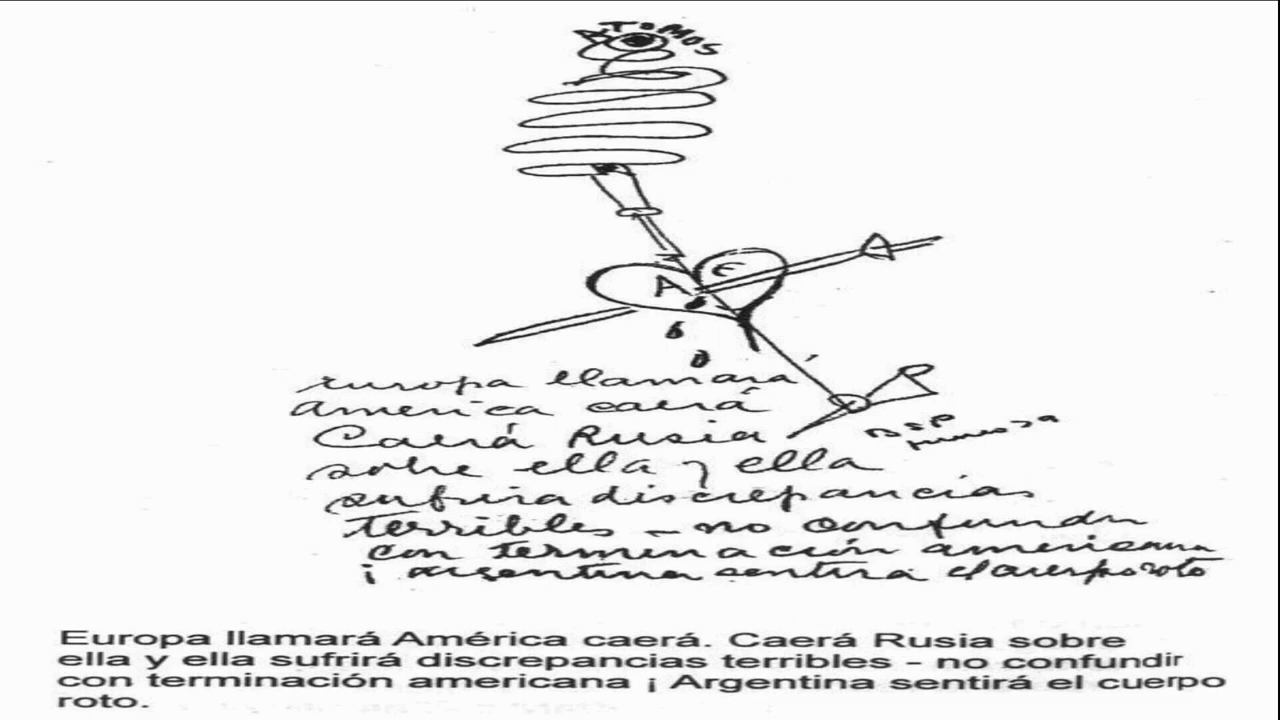 ATOMOS
A E
Europa llamará
America caerá
Caerá Rusia
sobre ella y ella
sufrira discrepancias
terribles – no confundir
con terminación americana
¡ Argentina sentira el cuerpo roto
Europa llamará América caerá. Caerá Rusia sobre
ella y ella sufrirá discrepancias terribles - no confundir
con terminación americana ¡ Argentina sentirá el cuerpo
roto.